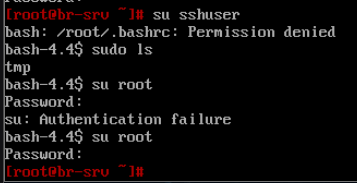 Password:
[root@br-srv ~]# su sshuser
bash: /root/.bashrc: Permission denied
bash-4.4$ sudo ls
tmp
bash-4.4$ su root
Password:
su: Authentication failure
bash-4.4$ su root
Password:
[root@br-srv ~]#